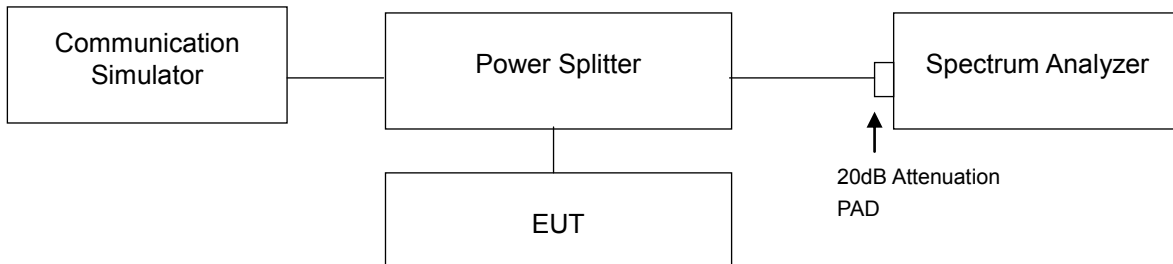 Communication
Simulator
Power Splitter
Spectrum Analyzer
20dB Attenuation
PAD
EUT